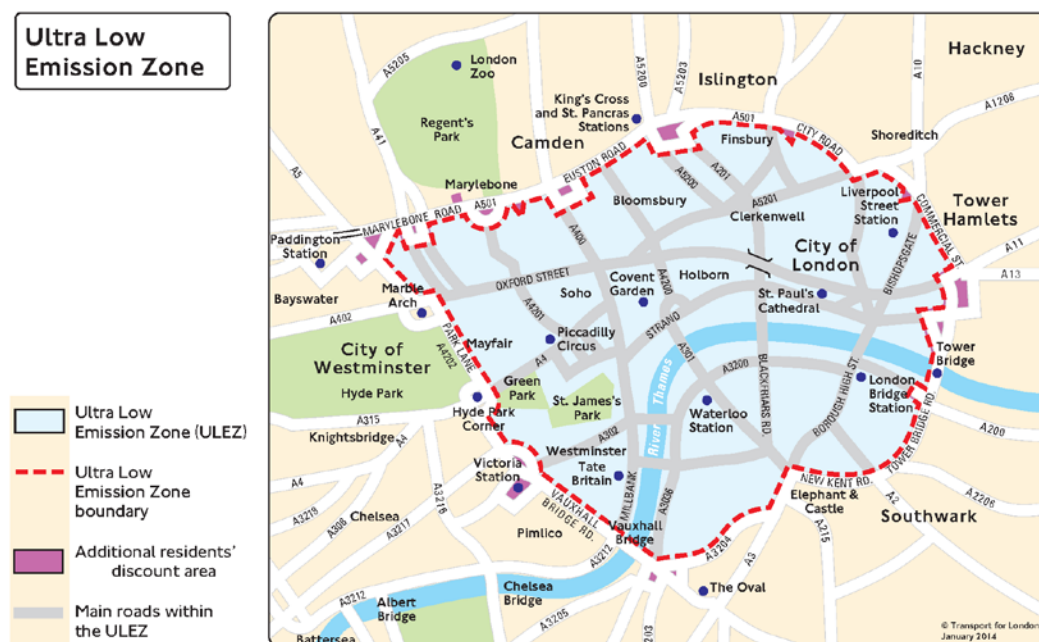 Ultra Low
Emission Zone
Hackney
London
Zoo
A5205
A5200
A5203
Islington
A10
A1208
King's Cross
and St. Pancras
Stations
A501
CITY ROAD
Shoreditch
Regent's
Park
A41
Camden
Finsbury
EUSTON ROAD
A5
Marylebone
A5200
A201
Liverpool
Street
Station
Tower
Hamlets
COMMERCIAL ST.
Bloomsbury
A5201
Clerkenwell
MARYLEBONE ROAD
A501
A400
BISHOPSGATE
A11
Paddington
Station
City of
London
A13
OXFORD STREET
Covent
Garden
A4200
Holborn
Bayswater
Marble
Arch
Soho
St. Paul's
Cathedral
A402
A4201
STRAND
PARK LANE
A4202
Mayfair
Piccadilly
Circus
City of
Westminster
A4
A301
A3200
Tower
Bridge
Hyde Park
Green
Park
River Thames
BLACKFRIARS RD.
BOROUGH HIGH ST.
London
Bridge
Station
St. James's
Park
Hyde Park
Corner
Waterloo
Station
A315
A302
TOWER BRIDGE RD
A200
Knightsbridge
A4
Westminster
Victoria
Station
Tate
Britain
NEW KENT RD.
A4
A3216
MILLBANK
A3036
Elephant &
Castle
A2
A2206
A3218
A308
Chelsea
A3217
VAUXHALL
BRIDGE RD.
Southwark
Pimlico
Vauxhall
Bridge
A3204
A215
A3212
A3
Chelsea
Bridge
The Oval
A3212
Albert
Bridge
A3205
Battersea
A203
Ultra Low
Emission Zone (ULEZ)
Ultra Low
Emission Zone
boundary
Additional residents'
discount area
Main roads within
the ULEZ
© Transport for London
January 2014